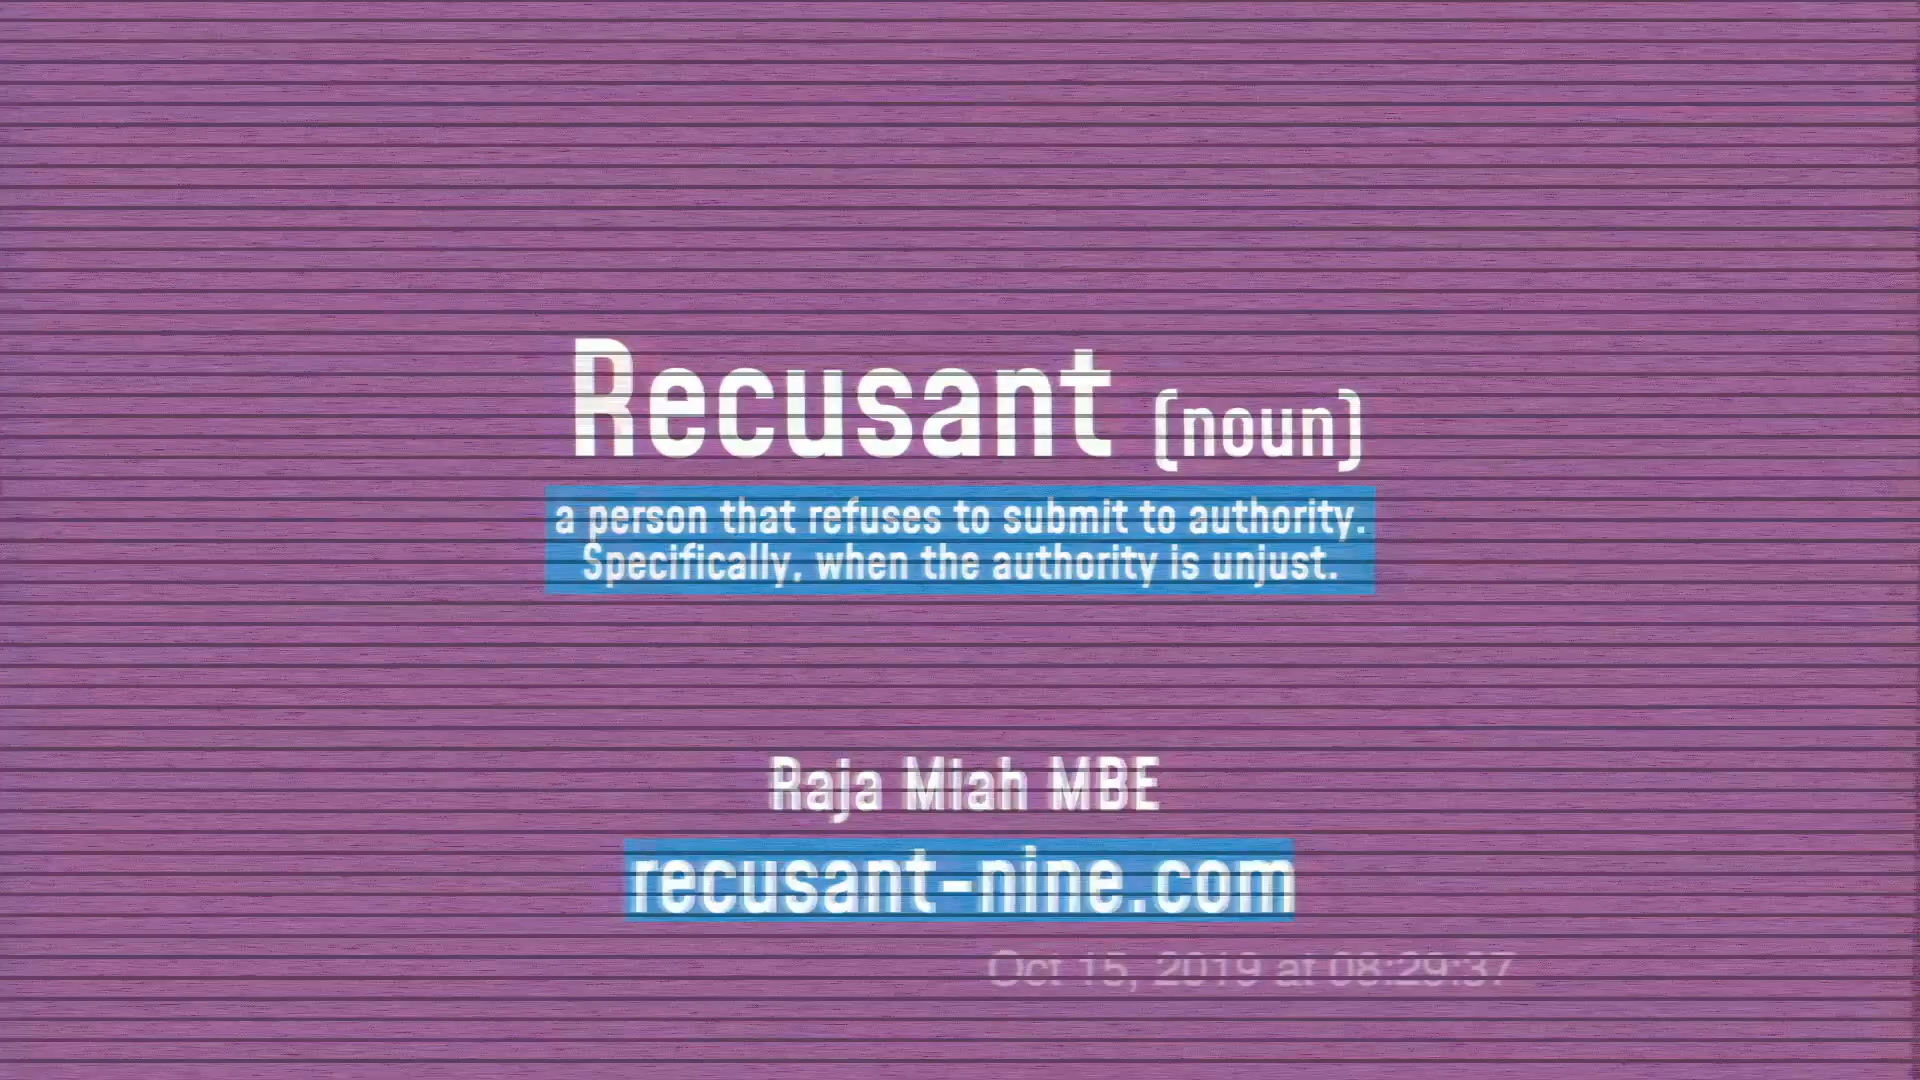 Recusant (noun)
a person that refuses to submit to authority.
Specifically, when the authority is unjust.
Raja Miah MBE
recusant-nine.com
Oct 15, 2019 at 08:29:37